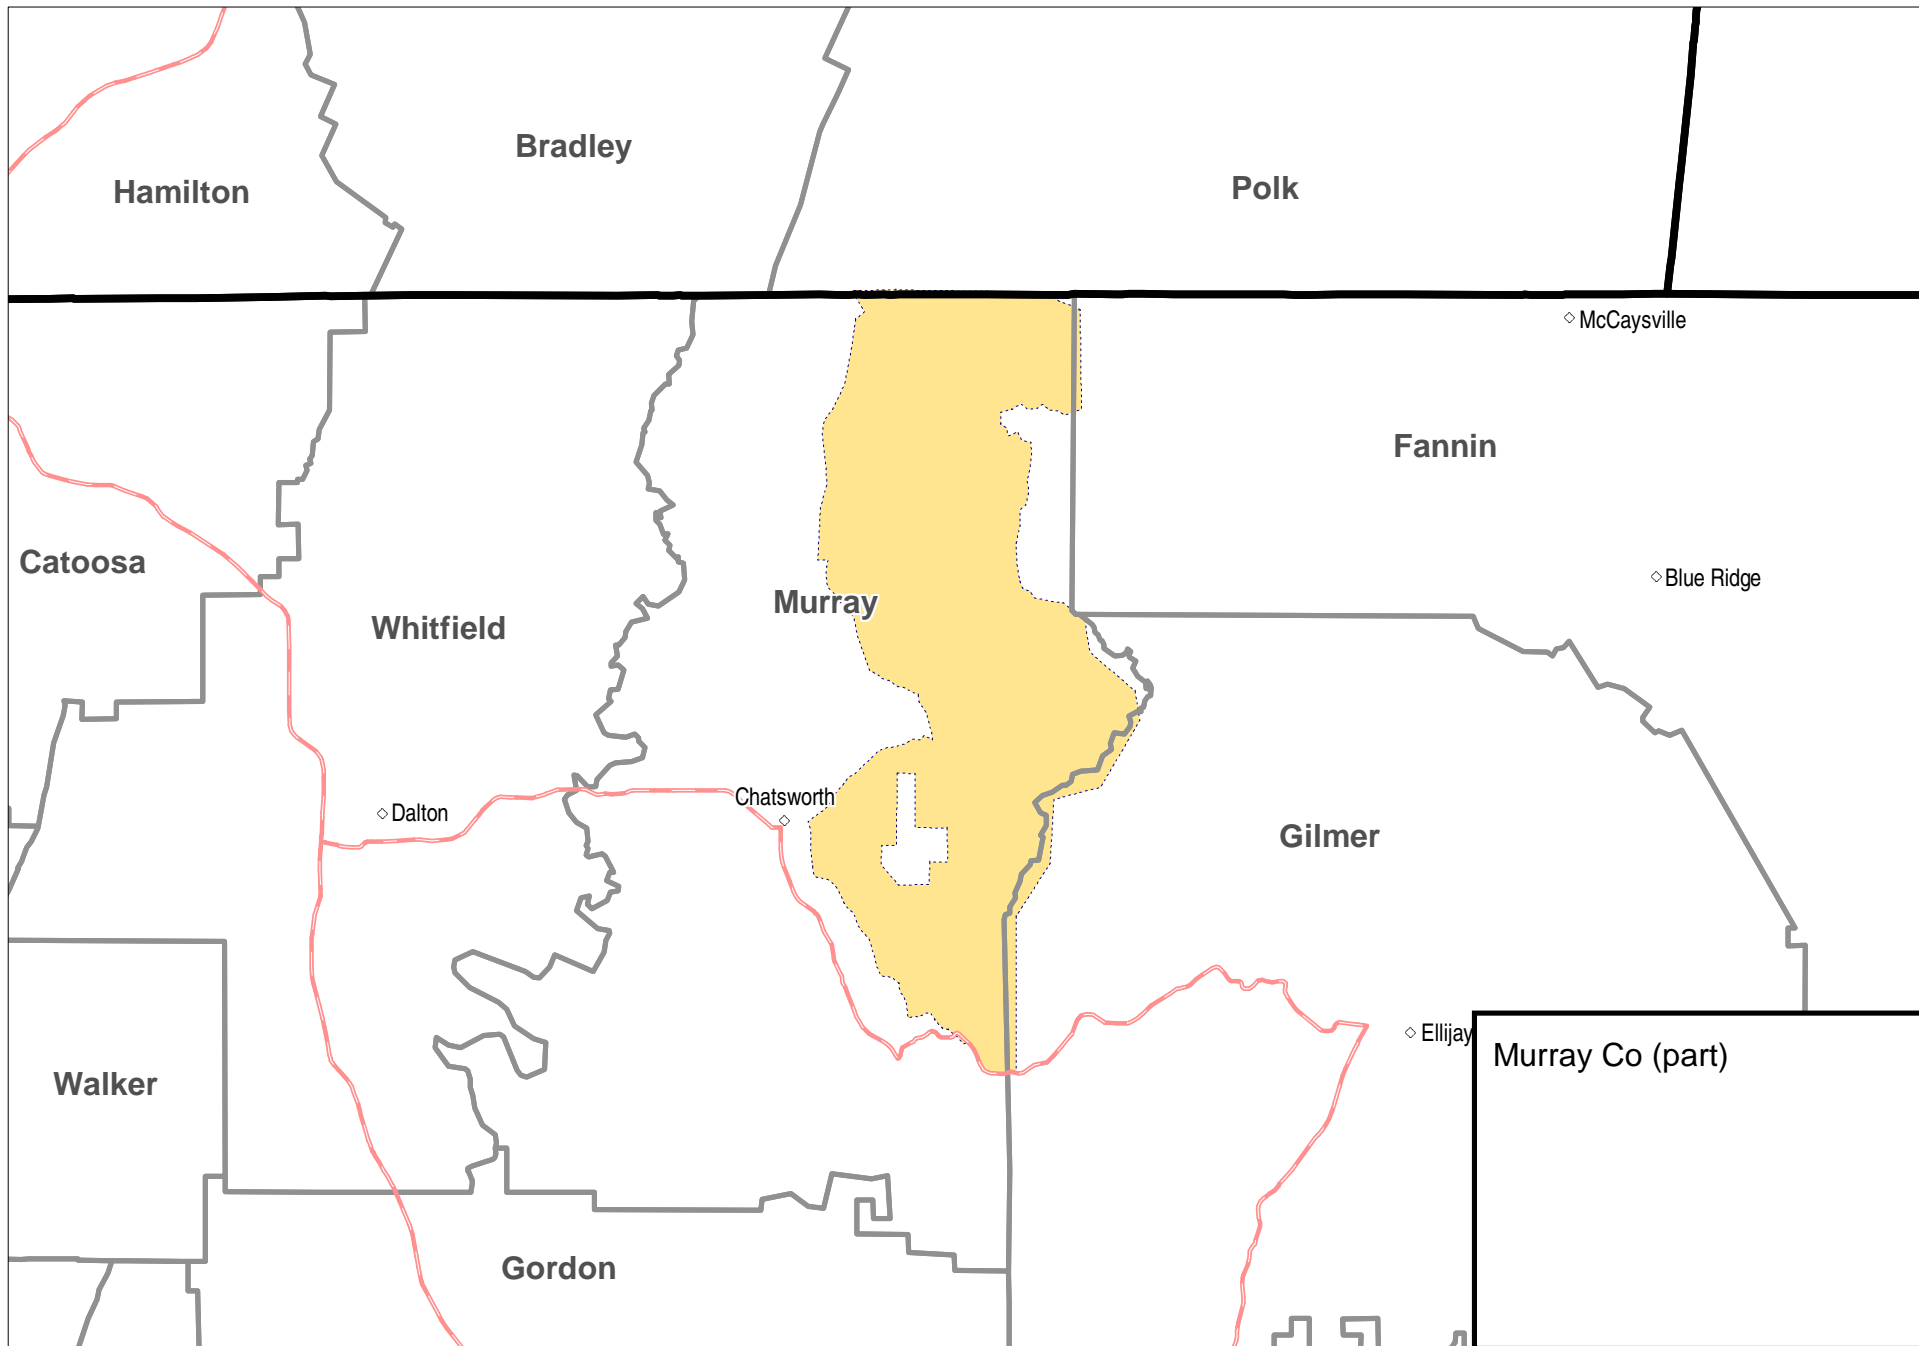 Bradley
Hamilton
Polk
McCaysville
Fannin
Catoosa
Blue Ridge
Murray
Whitfield
Chatsworth
Dalton
Gilmer
Ellijay
Murray Co (part)
Walker
Gordon